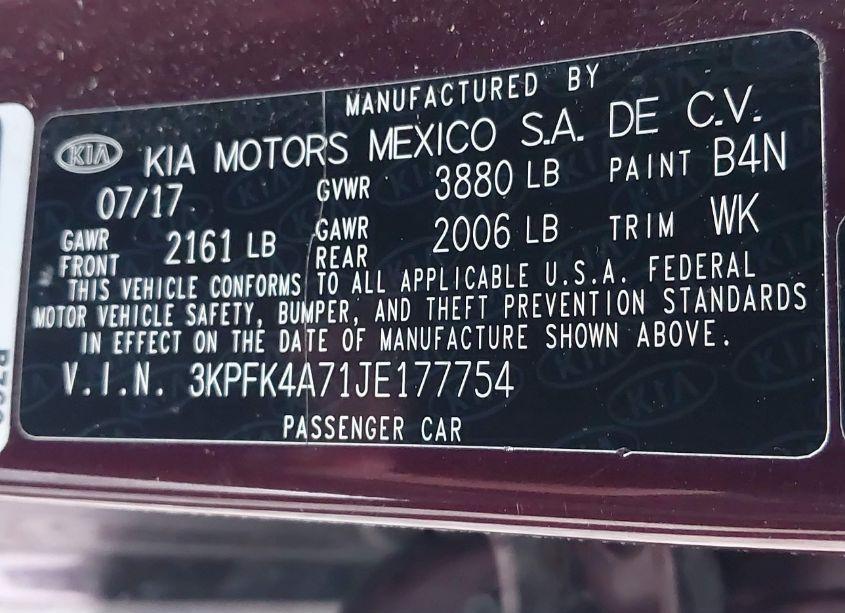 MANUFACTURED BY
KIA KIA MOTORS MEXICO S.A. DE C.V.
07/17 GVWR 3880 LB PAINT B4N
GAWR FRONT 2161 LB GAWR REAR 2006 LB TRIM WK
THIS VEHICLE CONFORMS TO ALL APPLICABLE U.S.A. FEDERAL
MOTOR VEHICLE SAFETY, BUMPER, AND THEFT PREVENTION STANDARDS
IN EFFECT ON THE DATE OF MANUFACTURE SHOWN ABOVE.
V.I.N. 3KPFK4A71JE177754
PASSENGER CAR